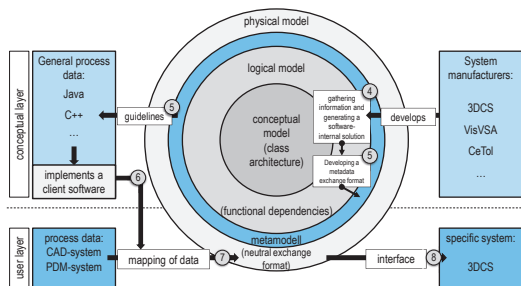 physical model
conceptual layer
General process
data:
Java
C++
...
implements a
client software
6
guidelines
5
logical model
conceptual
model
(class
architecture)
4
gathering
information and
generating a
software-
internal solution
5
Developing a
metadata
exchange format
(functional dependencies)
develops
System
manufacturers:
3DCS
VisVSA
CeTol
...
user layer
process data:
CAD-system
PDM-system
mapping of data
7
metamodell
(neutral exchange
format)
interface
8
specific system:
3DCS